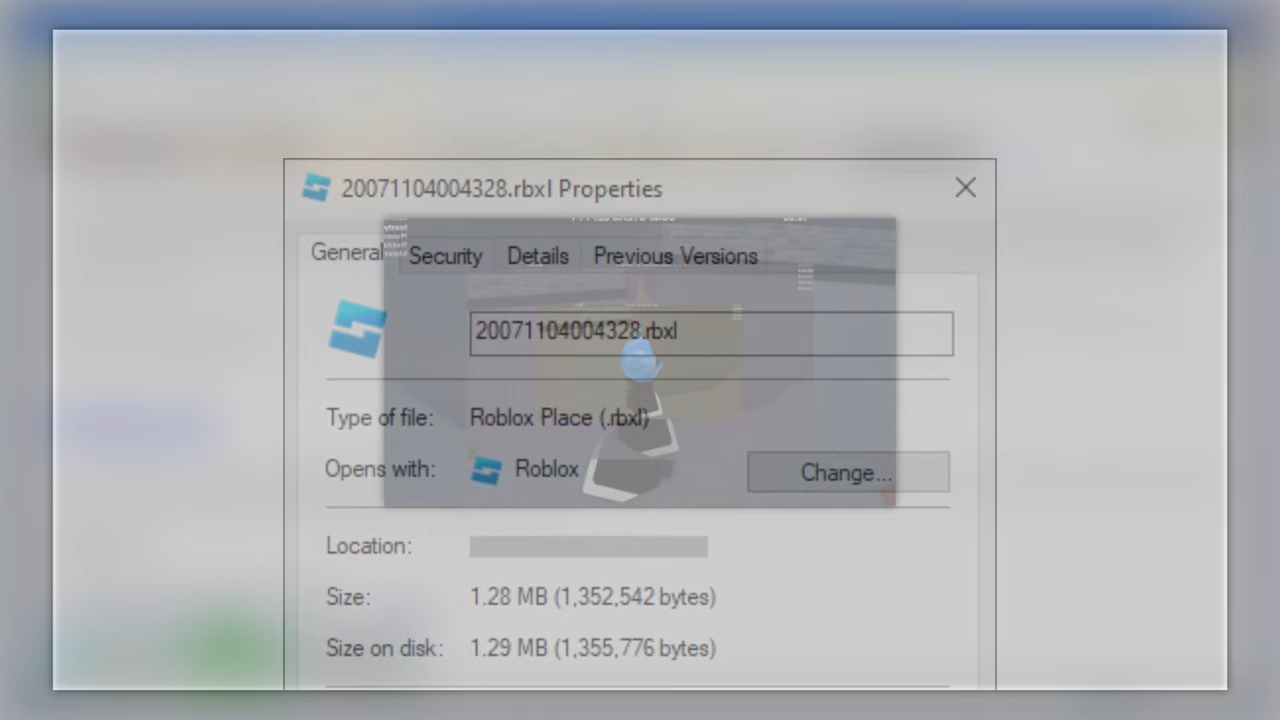 20071104004328.rbxl Properties
General Security Details Previous Versions
20071104004328.rbxl
Type of file: Roblox Place (.rbxl)
Opens with: Roblox Change...
Location:
Size: 1.28 MB (1,352,542 bytes)
Size on disk: 1.29 MB (1,355,776 bytes)